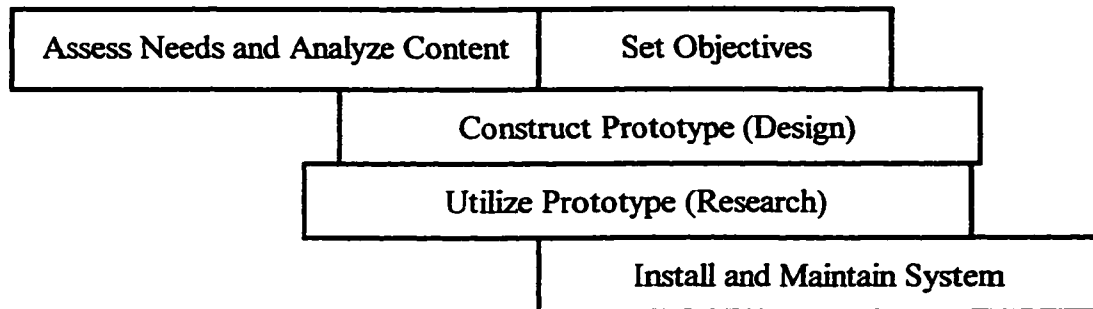 Assess Needs and Analyze Content
Set Objectives
Construct Prototype (Design)
Utilize Prototype (Research)
Install and Maintain System